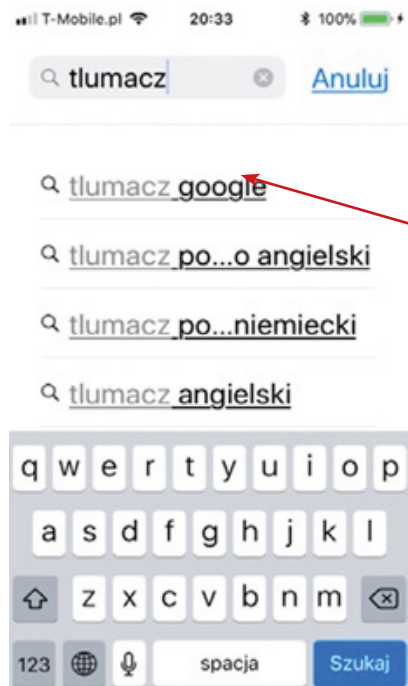 T-Mobile.pl 20:33 100%
tlumacz Anuluj
tlumacz google
tlumacz po...o angielski
tlumacz po...niemiecki
tlumacz angielski
q w e r t y u i o p
a s d f g h j k l
z x c v b n m
123 spacja Szukaj